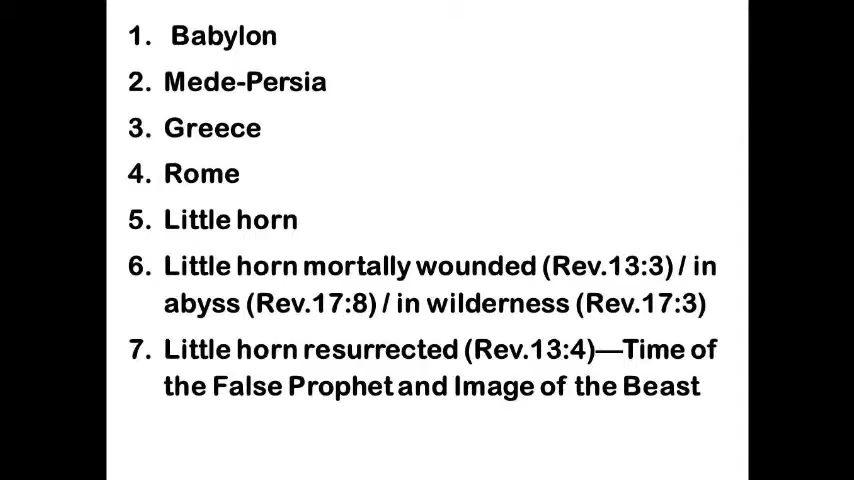 1. Babylon
2. Mede-Persia
3. Greece
4. Rome
5. Little horn
6. Little horn mortally wounded (Rev.13:3) / in
abyss (Rev.17:8) / in wilderness (Rev.17:3)
7. Little horn resurrected (Rev.13:4)—Time of
the False Prophet and Image of the Beast